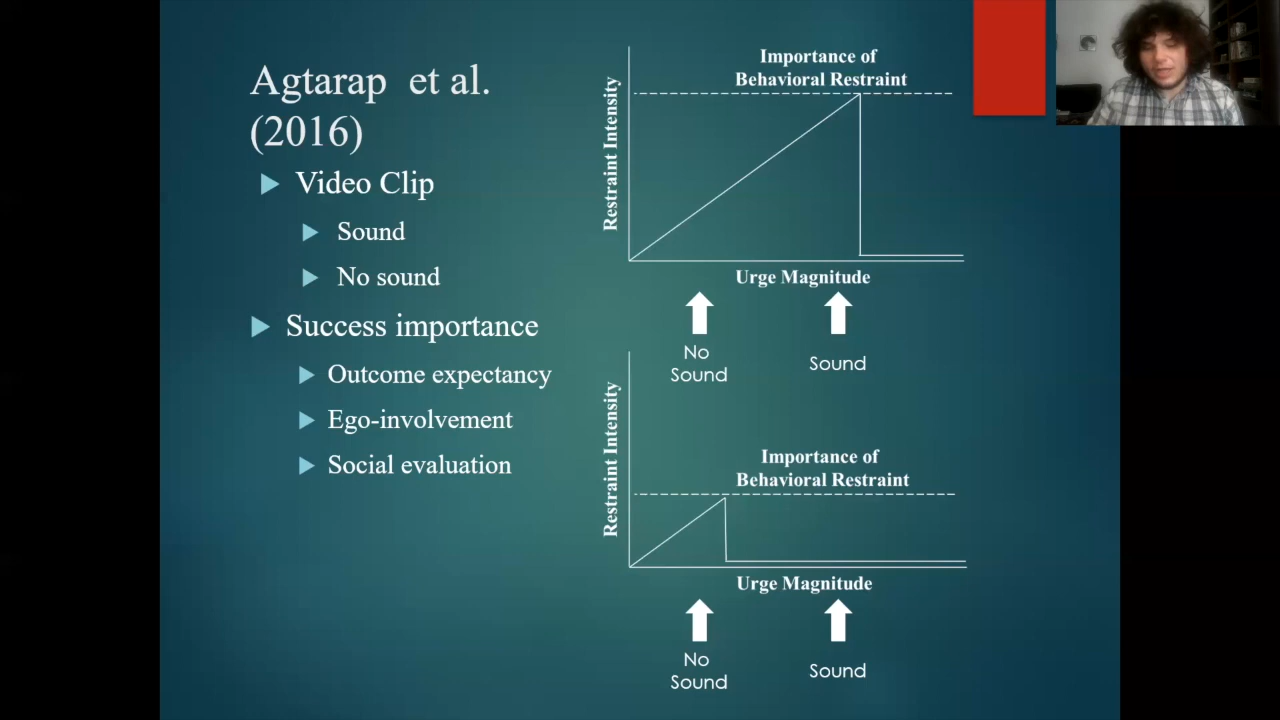 Agtarap et al.
(2016)
Video Clip
Sound
No sound
Success importance
Outcome expectancy
Ego-involvement
Social evaluation
Importance of
Behavioral Restraint
Restraint Intensity
Urge Magnitude
No
Sound
Sound
Importance of
Behavioral Restraint
Restraint Intensity
Urge Magnitude
No
Sound
Sound